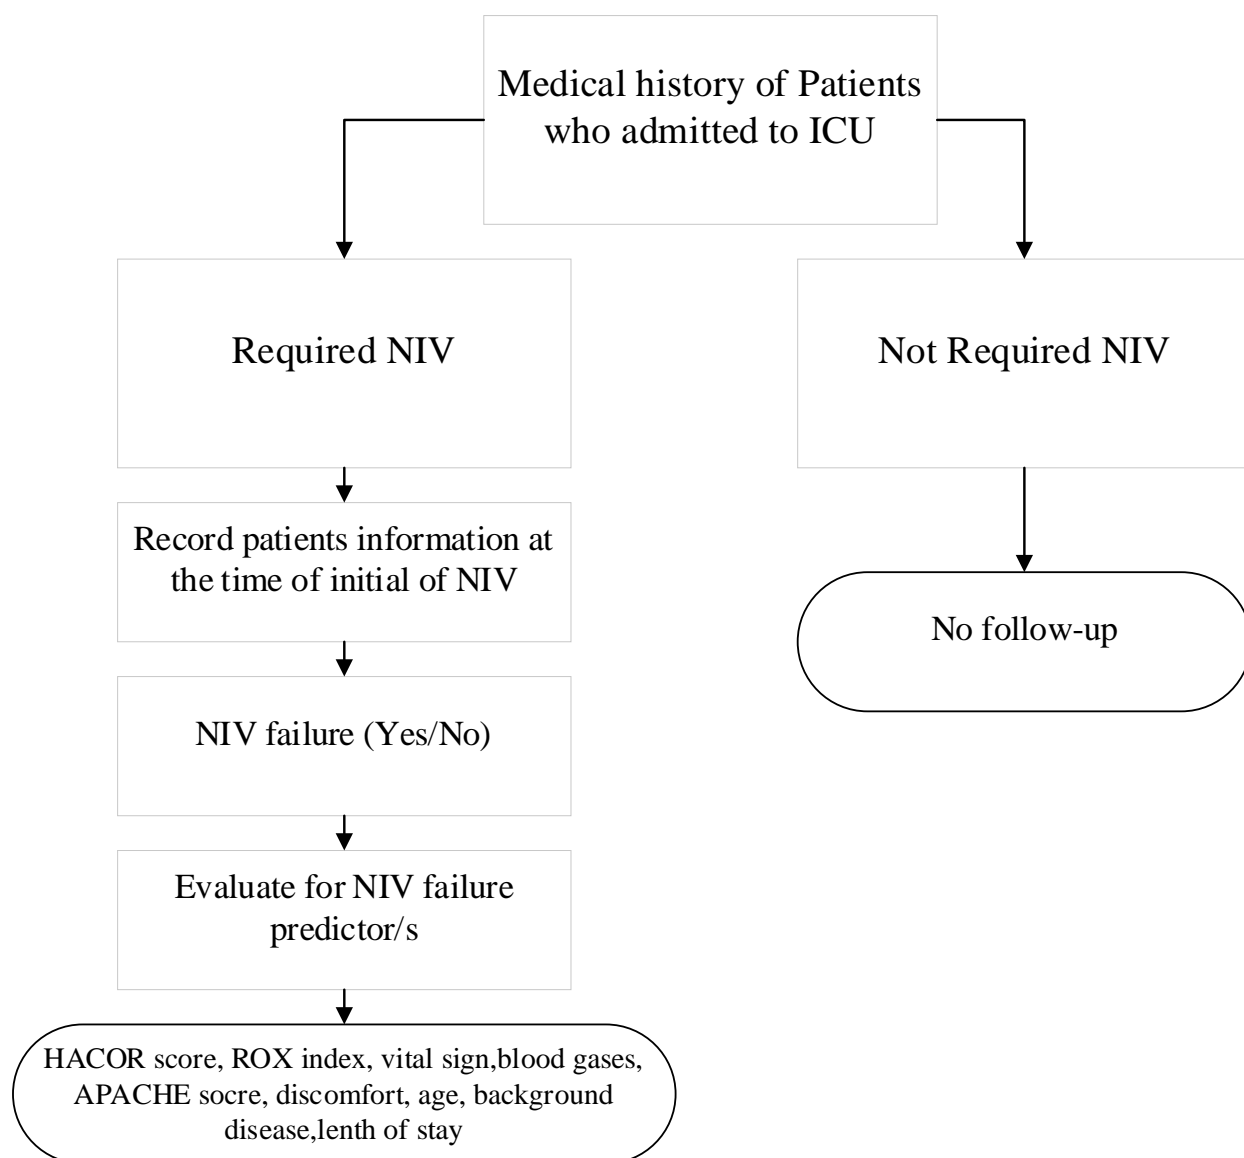 Medical history of Patients
who admitted to ICU
Required NIV
Not Required NIV
Record patients information at
the time of initial of NIV
No follow-up
NIV failure (Yes/No)
Evaluate for NIV failure
predictor/s
HACOR score, ROX index, vital sign,blood gases,
APACHE socre, discomfort, age, background
disease,lenth of stay